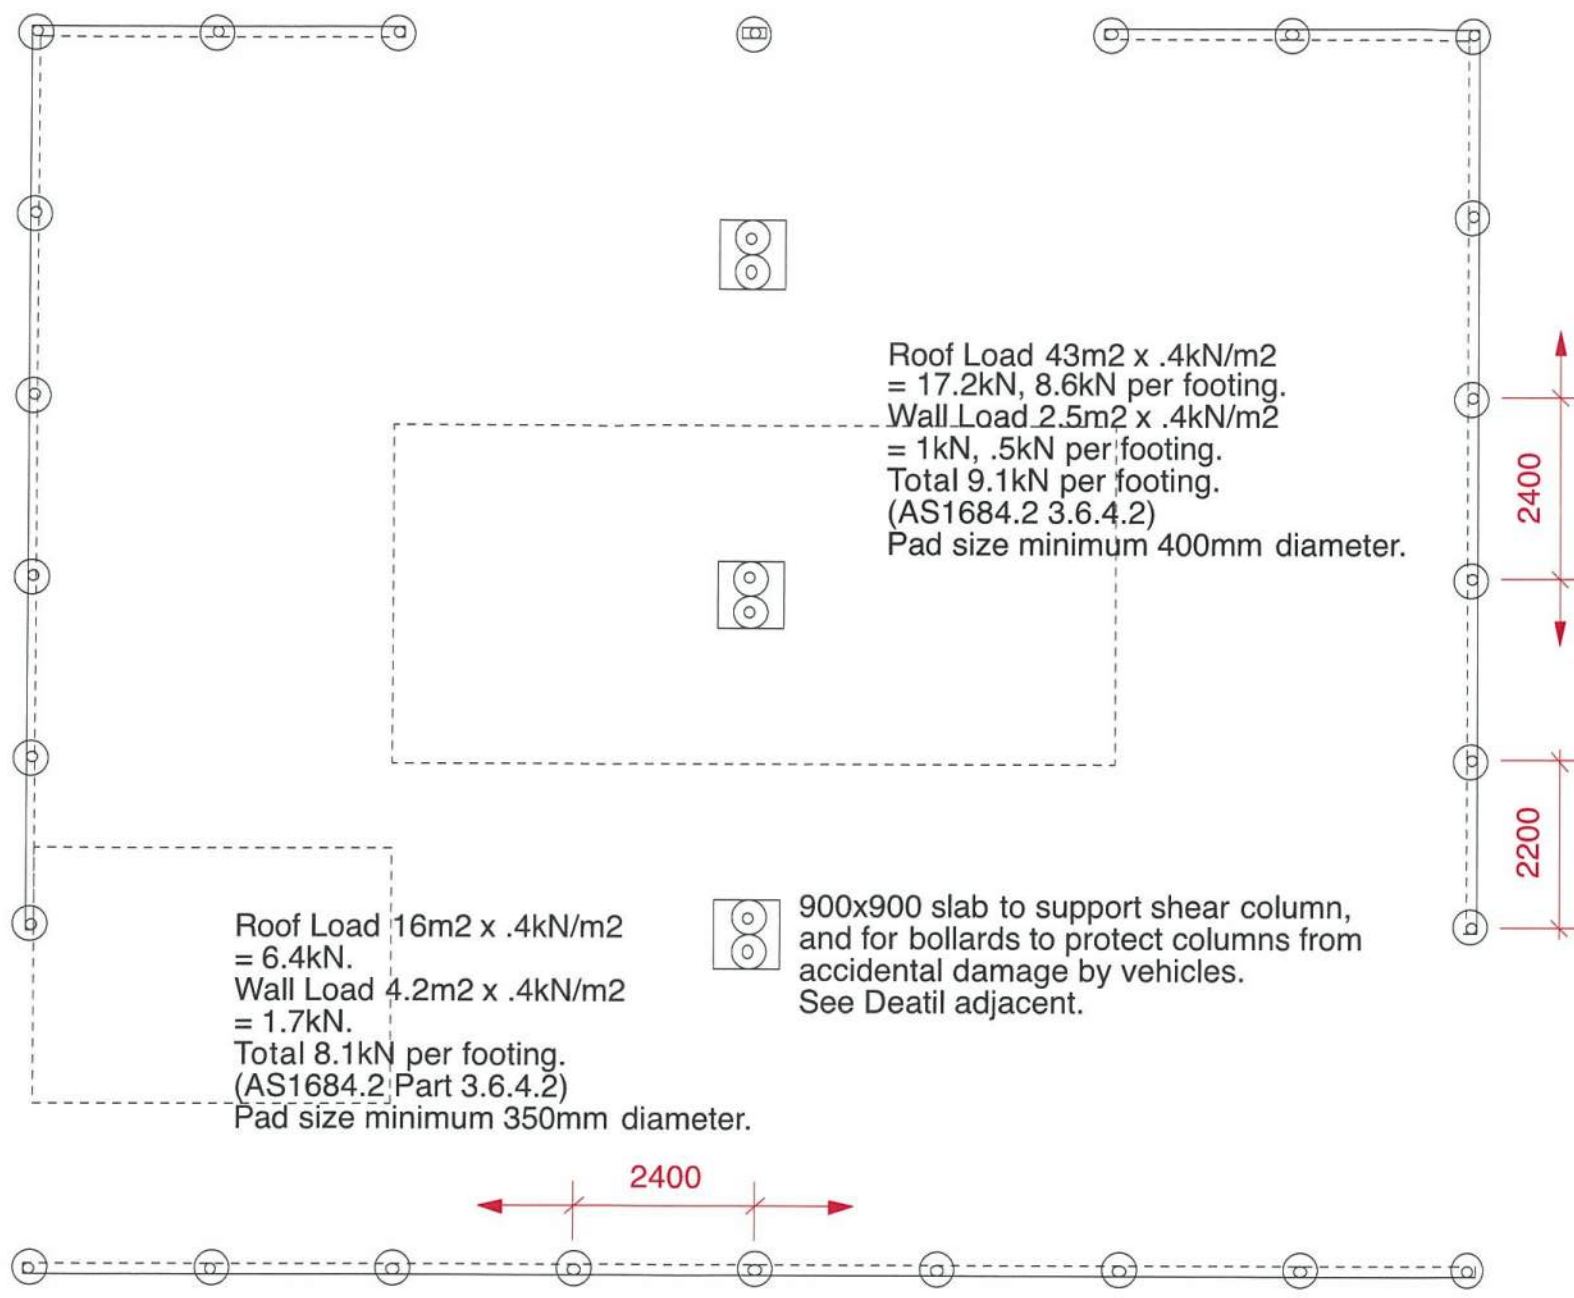 Roof Load 43m2 x .4kN/m2
= 17.2kN, 8.6kN per footing.
Wall Load 2.5m2 x .4kN/m2
= 1kN, .5kN per footing.
Total 9.1kN per footing.
(AS1684.2 3.6.4.2)
Pad size minimum 400mm diameter.
2400
2200
900x900 slab to support shear column,
and for bollards to protect columns from
accidental damage by vehicles.
See Deatil adjacent.
Roof Load 16m2 x .4kN/m2
= 6.4kN.
Wall Load 4.2m2 x .4kN/m2
= 1.7kN.
Total 8.1kN per footing.
(AS1684.2 Part 3.6.4.2)
Pad size minimum 350mm diameter.
2400